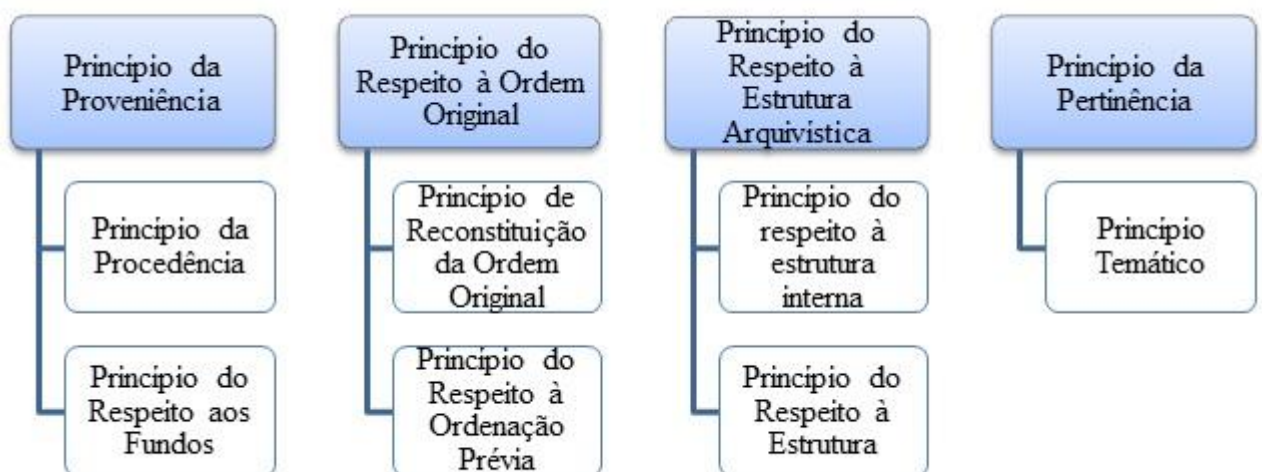 Princípio da
Proveniência
Princípio da
Procedência
Princípio do
Respeito aos
Fundos
Princípio do
Respeito à Ordem
Original
Princípio de
Reconstituição
da Ordem
Original
Princípio do
Respeito à
Ordenação
Prévia
Princípio do
Respeito à
Estrutura
Arquivística
Princípio do
respeito à
estrutura
interna
Princípio do
Respeito à
Estrutura
Princípio da
Pertinência
Princípio
Temático